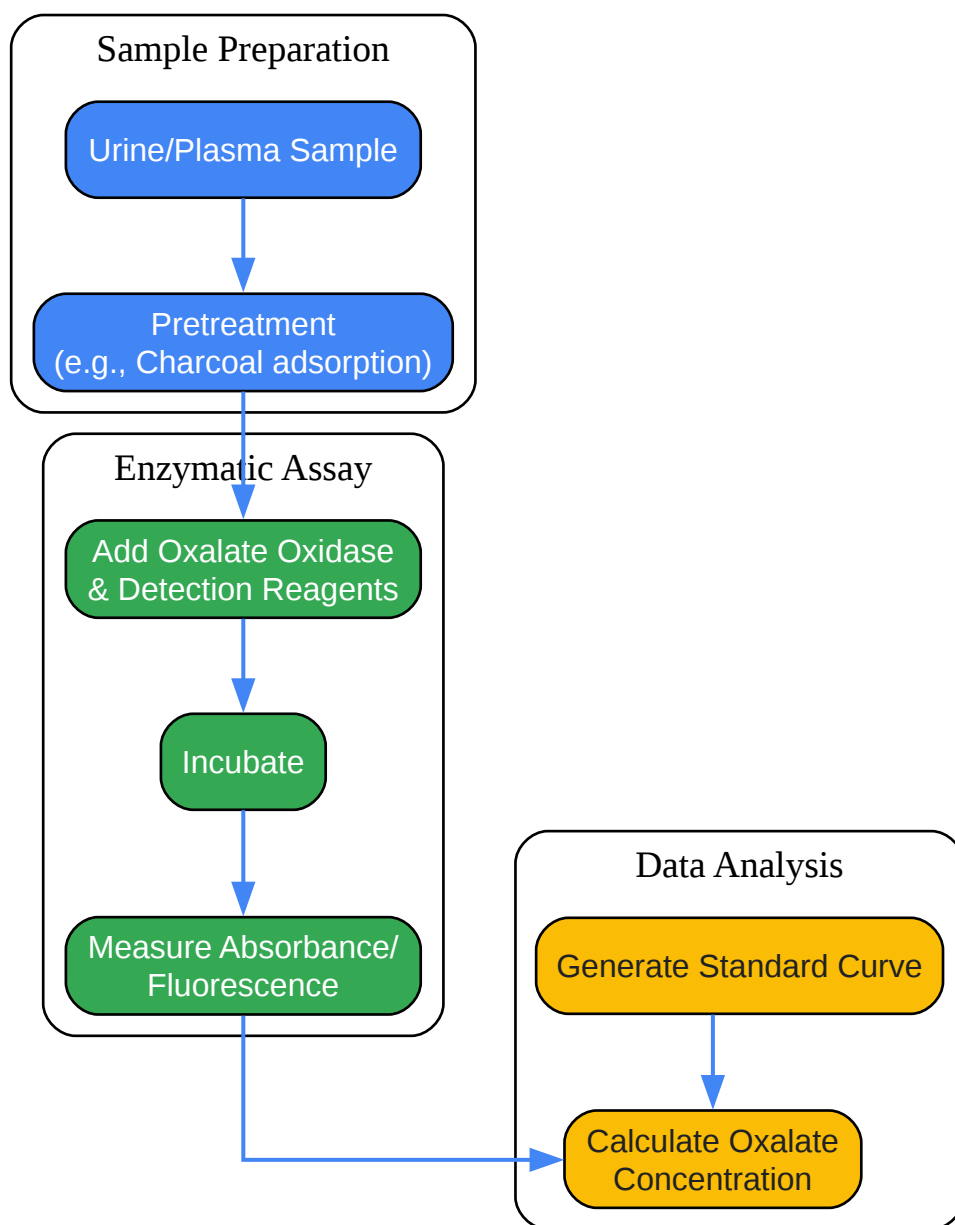 Sample Preparation
Urine/Plasma Sample
Pretreatment
(e.g., Charcoal adsorption)
Enzymatic Assay
Add Oxalate Oxidase
& Detection Reagents
Incubate
Measure Absorbance/
Fluorescence
Data Analysis
Generate Standard Curve
Calculate Oxalate
Concentration